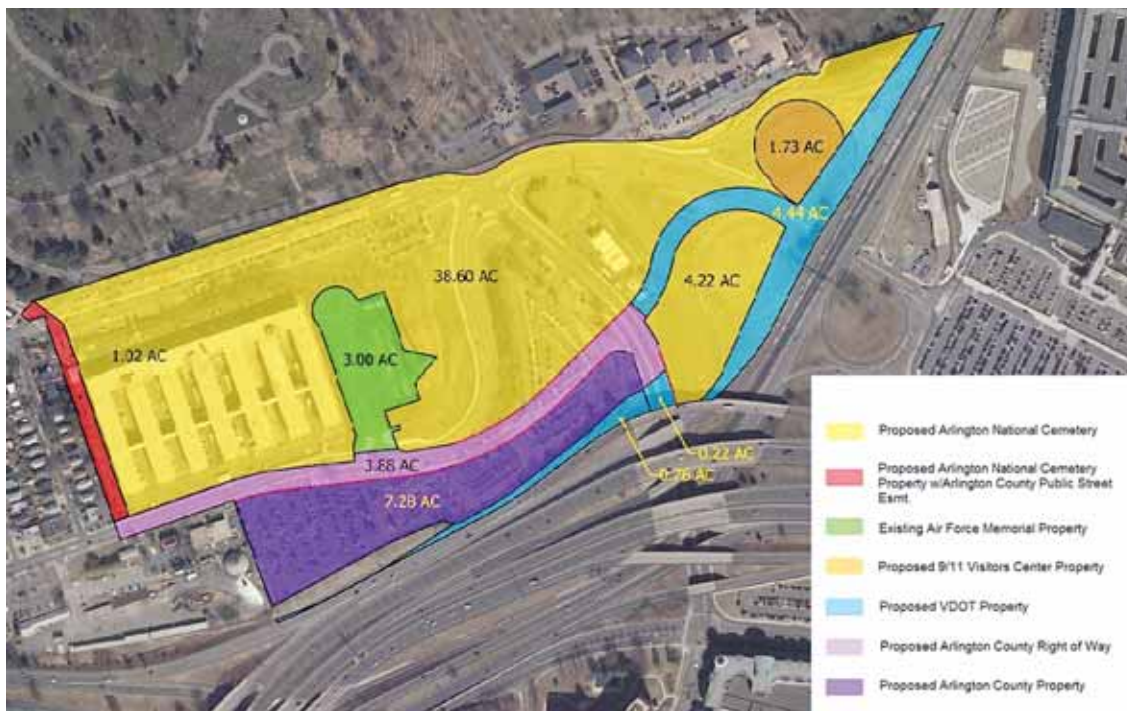 1.73 AC
4.44 AC
38.60 AC
4.22 AC
1.02 AC
3.00 AC
3.88 AC
0.22 AC
0.76 AC
7.28 AC
Proposed Arlington National Cemetery
Proposed Arlington National Cemetery
Property w/Arlington County Public Street
Esmt.
Existing Air Force Memorial Property
Proposed 9/11 Visitors Center Property
Proposed VDOT Property
Proposed Arlington County Right of Way
Proposed Arlington County Property